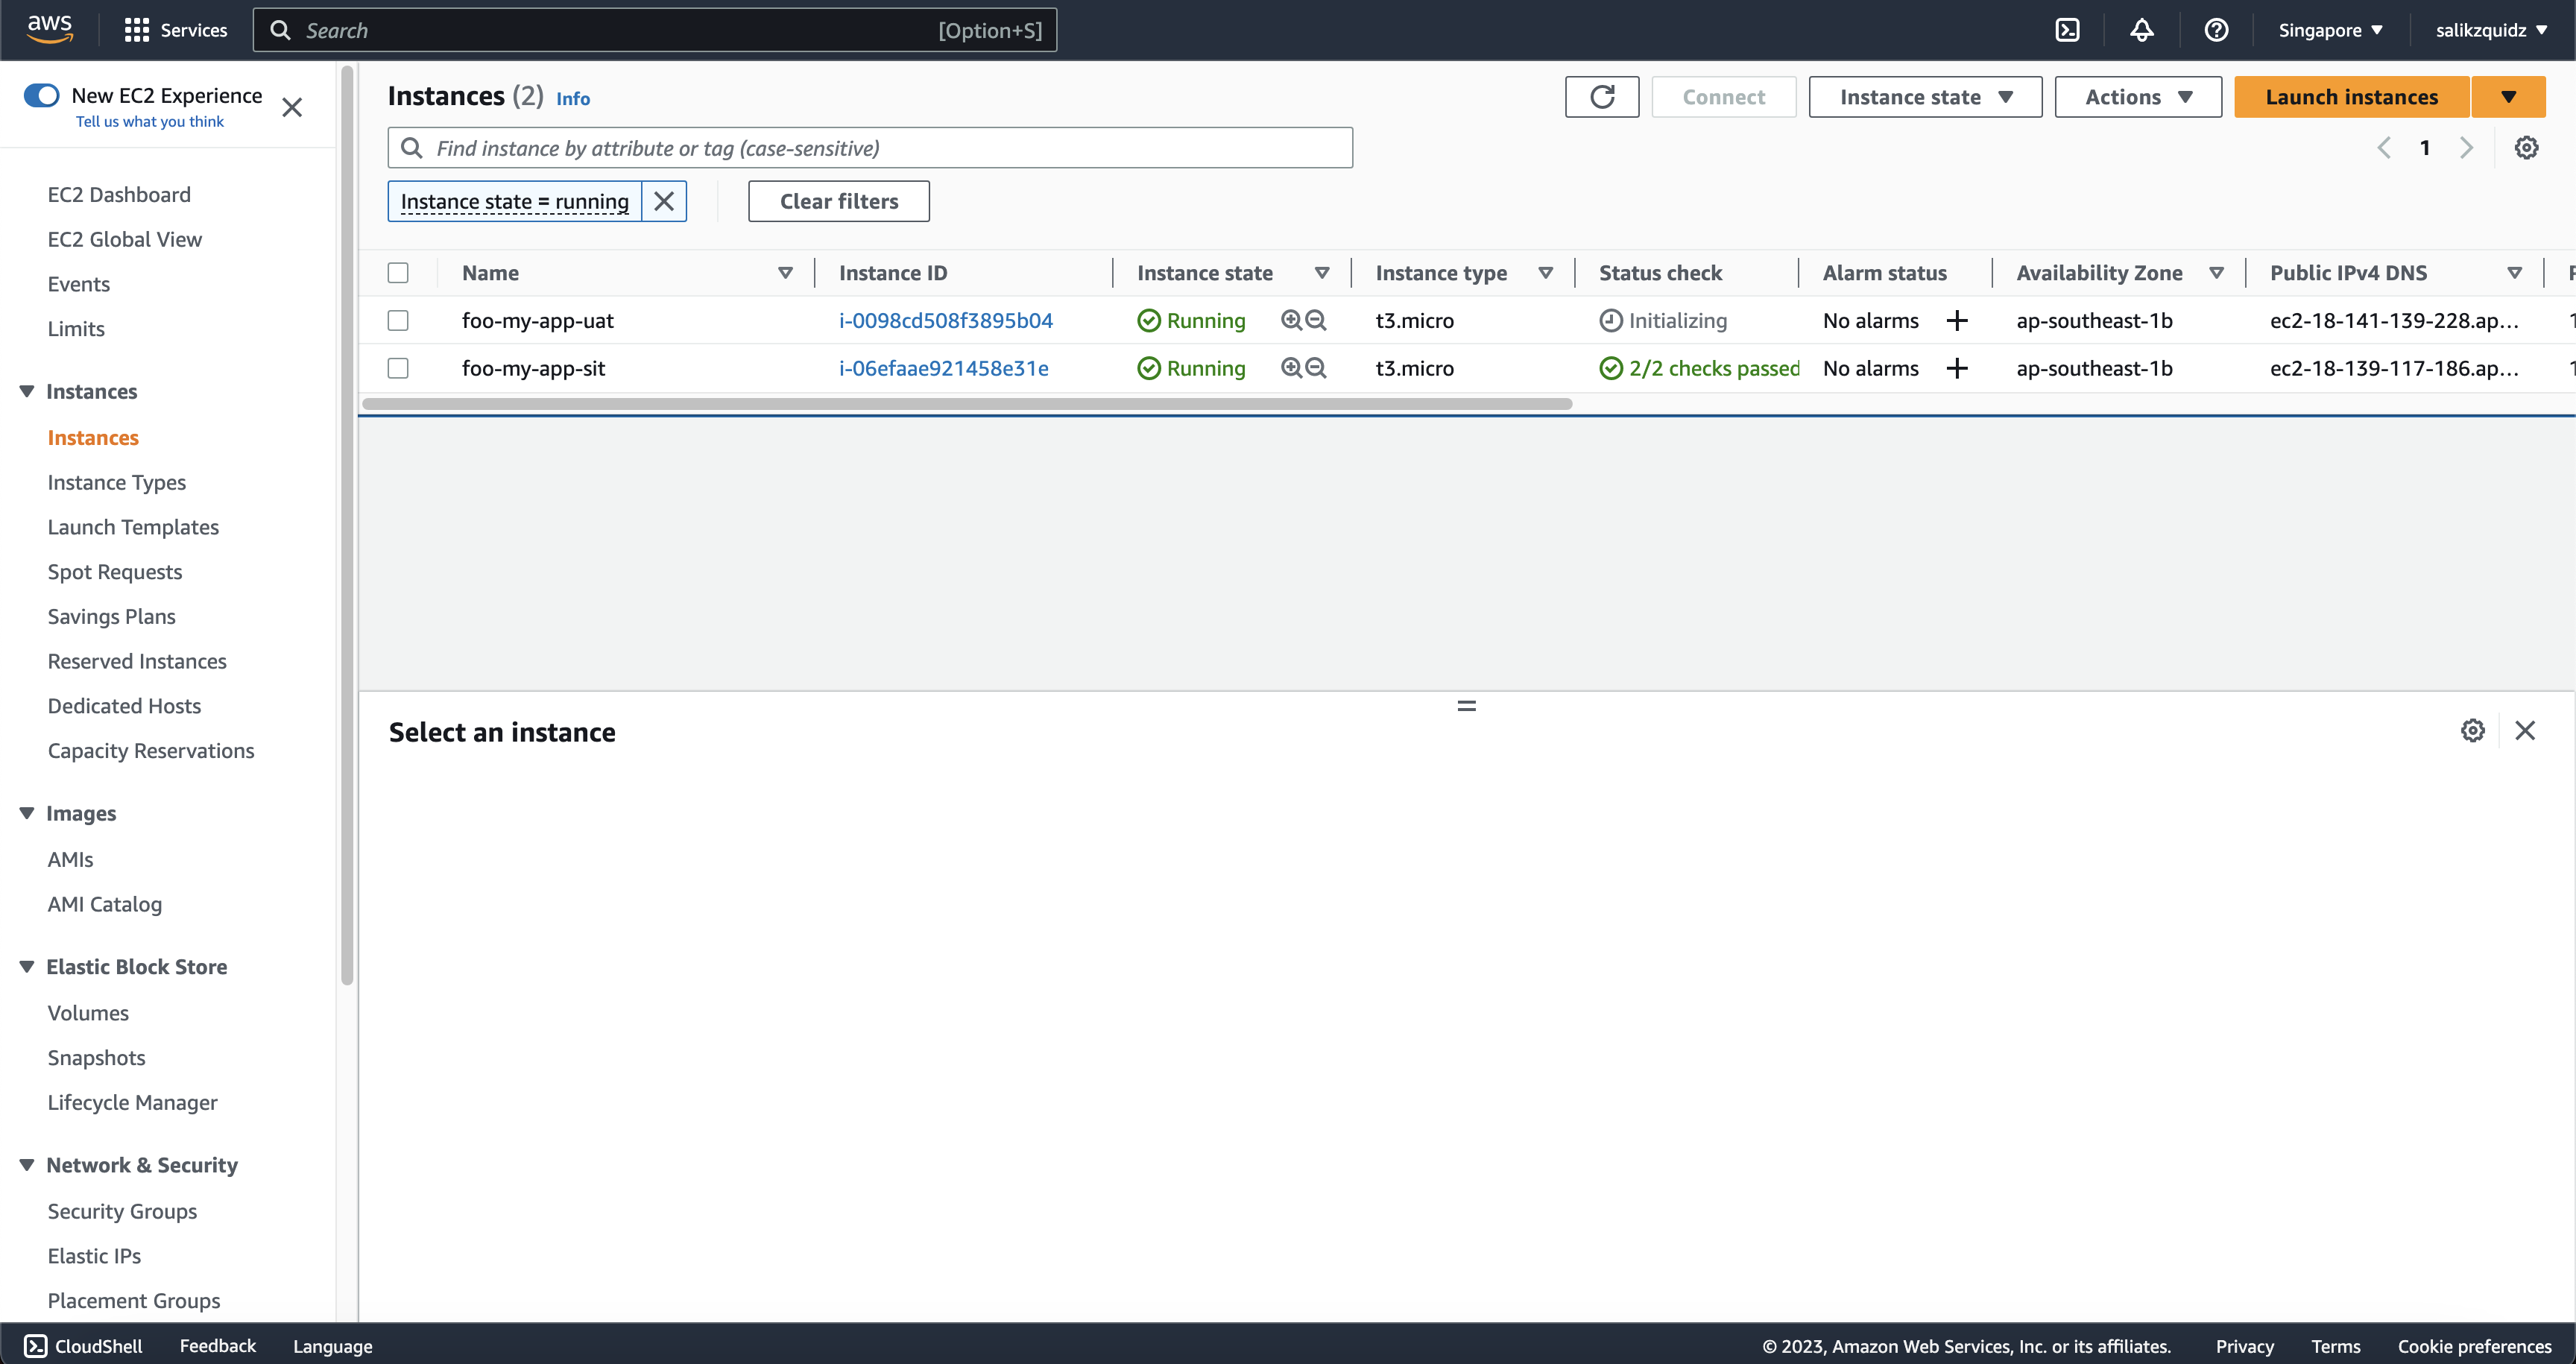 aws Services Search [Option+S] Singapore salikzquidz
New EC2 Experience
Tell us what you think
EC2 Dashboard
EC2 Global View
Events
Limits
Instances
Instances
Instance Types
Launch Templates
Spot Requests
Savings Plans
Reserved Instances
Dedicated Hosts
Capacity Reservations
Images
AMIs
AMI Catalog
Elastic Block Store
Volumes
Snapshots
Lifecycle Manager
Network & Security
Security Groups
Elastic IPs
Placement Groups
Instances (2) Info Connect Instance state Actions Launch instances
Find instance by attribute or tag (case-sensitive) 1
Instance state = running Clear filters
Name Instance ID Instance state Instance type Status check Alarm status Availability Zone Public IPv4 DNS
foo-my-app-uat i-0098cd508f3895b04 Running t3.micro Initializing No alarms ap-southeast-1b ec2-18-141-139-228.ap...
foo-my-app-sit i-06efaae921458e31e Running t3.micro 2/2 checks passed No alarms ap-southeast-1b ec2-18-139-117-186.ap...
Select an instance
CloudShell Feedback Language © 2023, Amazon Web Services, Inc. or its affiliates. Privacy Terms Cookie preferences